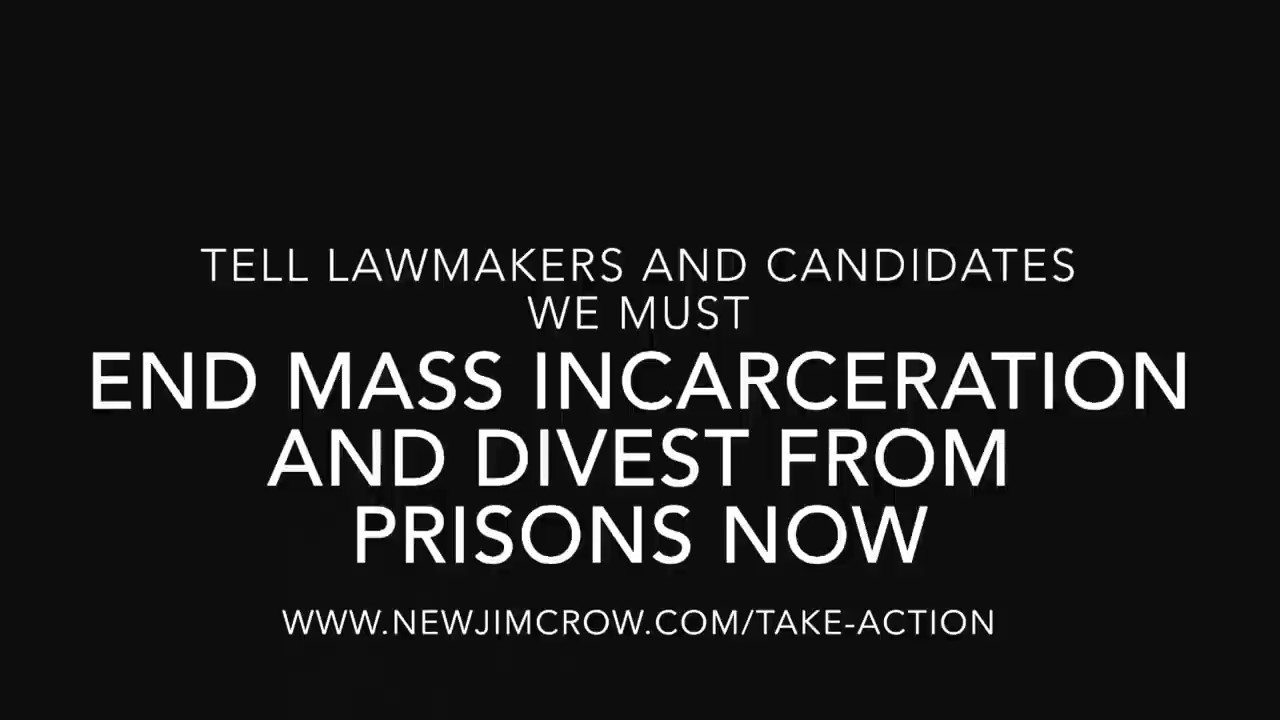 TELL LAWMAKERS AND CANDIDATES
WE MUST
END MASS INCARCERATION
AND DIVEST FROM
PRISONS NOW
WWW.NEWJIMCROW.COM/TAKE-ACTION